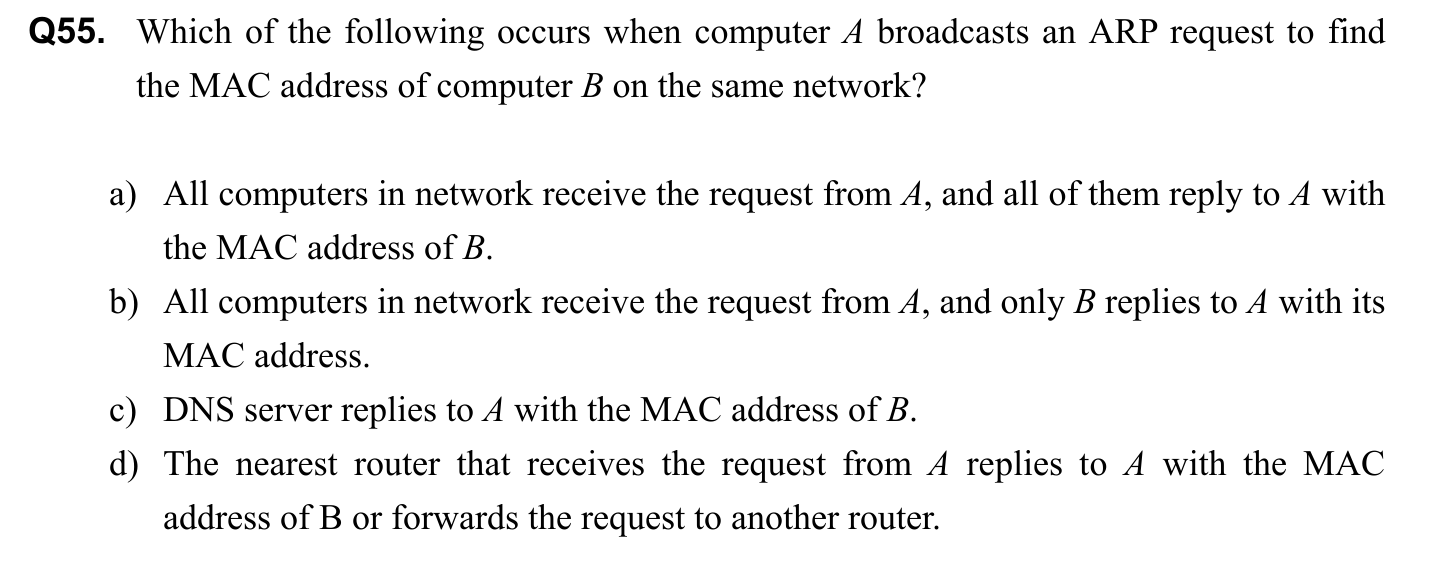 Q55. Which of the following occurs when computer A broadcasts an ARP request to find
the MAC address of computer B on the same network?
a) All computers in network receive the request from A, and all of them reply to A with
the MAC address of B.
b) All computers in network receive the request from A, and only B replies to A with its
MAC address.
c) DNS server replies to A with the MAC address of B.
d) The nearest router that receives the request from A replies to A with the MAC
address of B or forwards the request to another router.